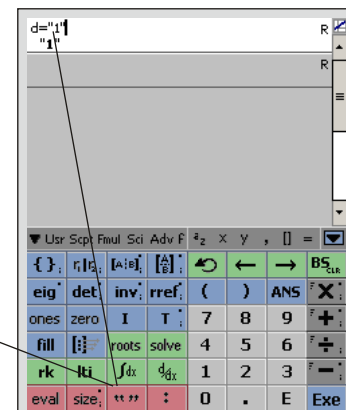 d="1" R
"1"
R
Usr Scpt Fmul Sci Adv F az x y , [] =
{ } ; BS CLR
eig det inv rref ( ) ANS × ;
ones zero I T 7 8 9 + ;
fill roots solve 4 5 6 ÷ ;
rk lti ∫dx d/dx 1 2 3 − ;
eval size ; " " : 0 . E Exe